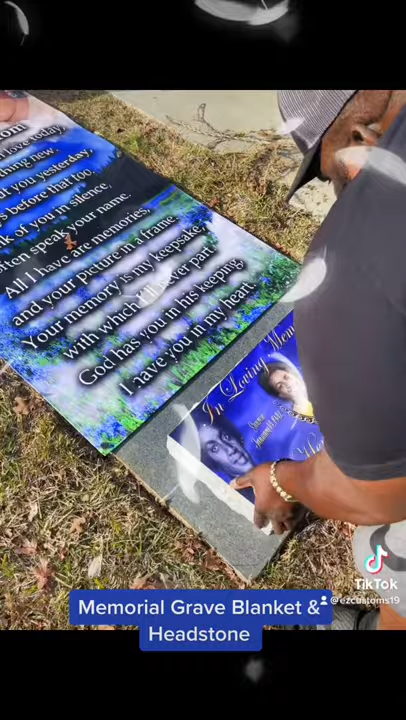 love today,
thing new
you yesterday,
before that too,
of you in silence,
often speak your name.
All I have are memories,
and your picture in a frame
Your memory is my keepsake,
with which I'll never part
God has you in his keeping
I have you in my heart
In Loving Mem
TikTok
@ezcustoms19
Memorial Grave Blanket &
Headstone